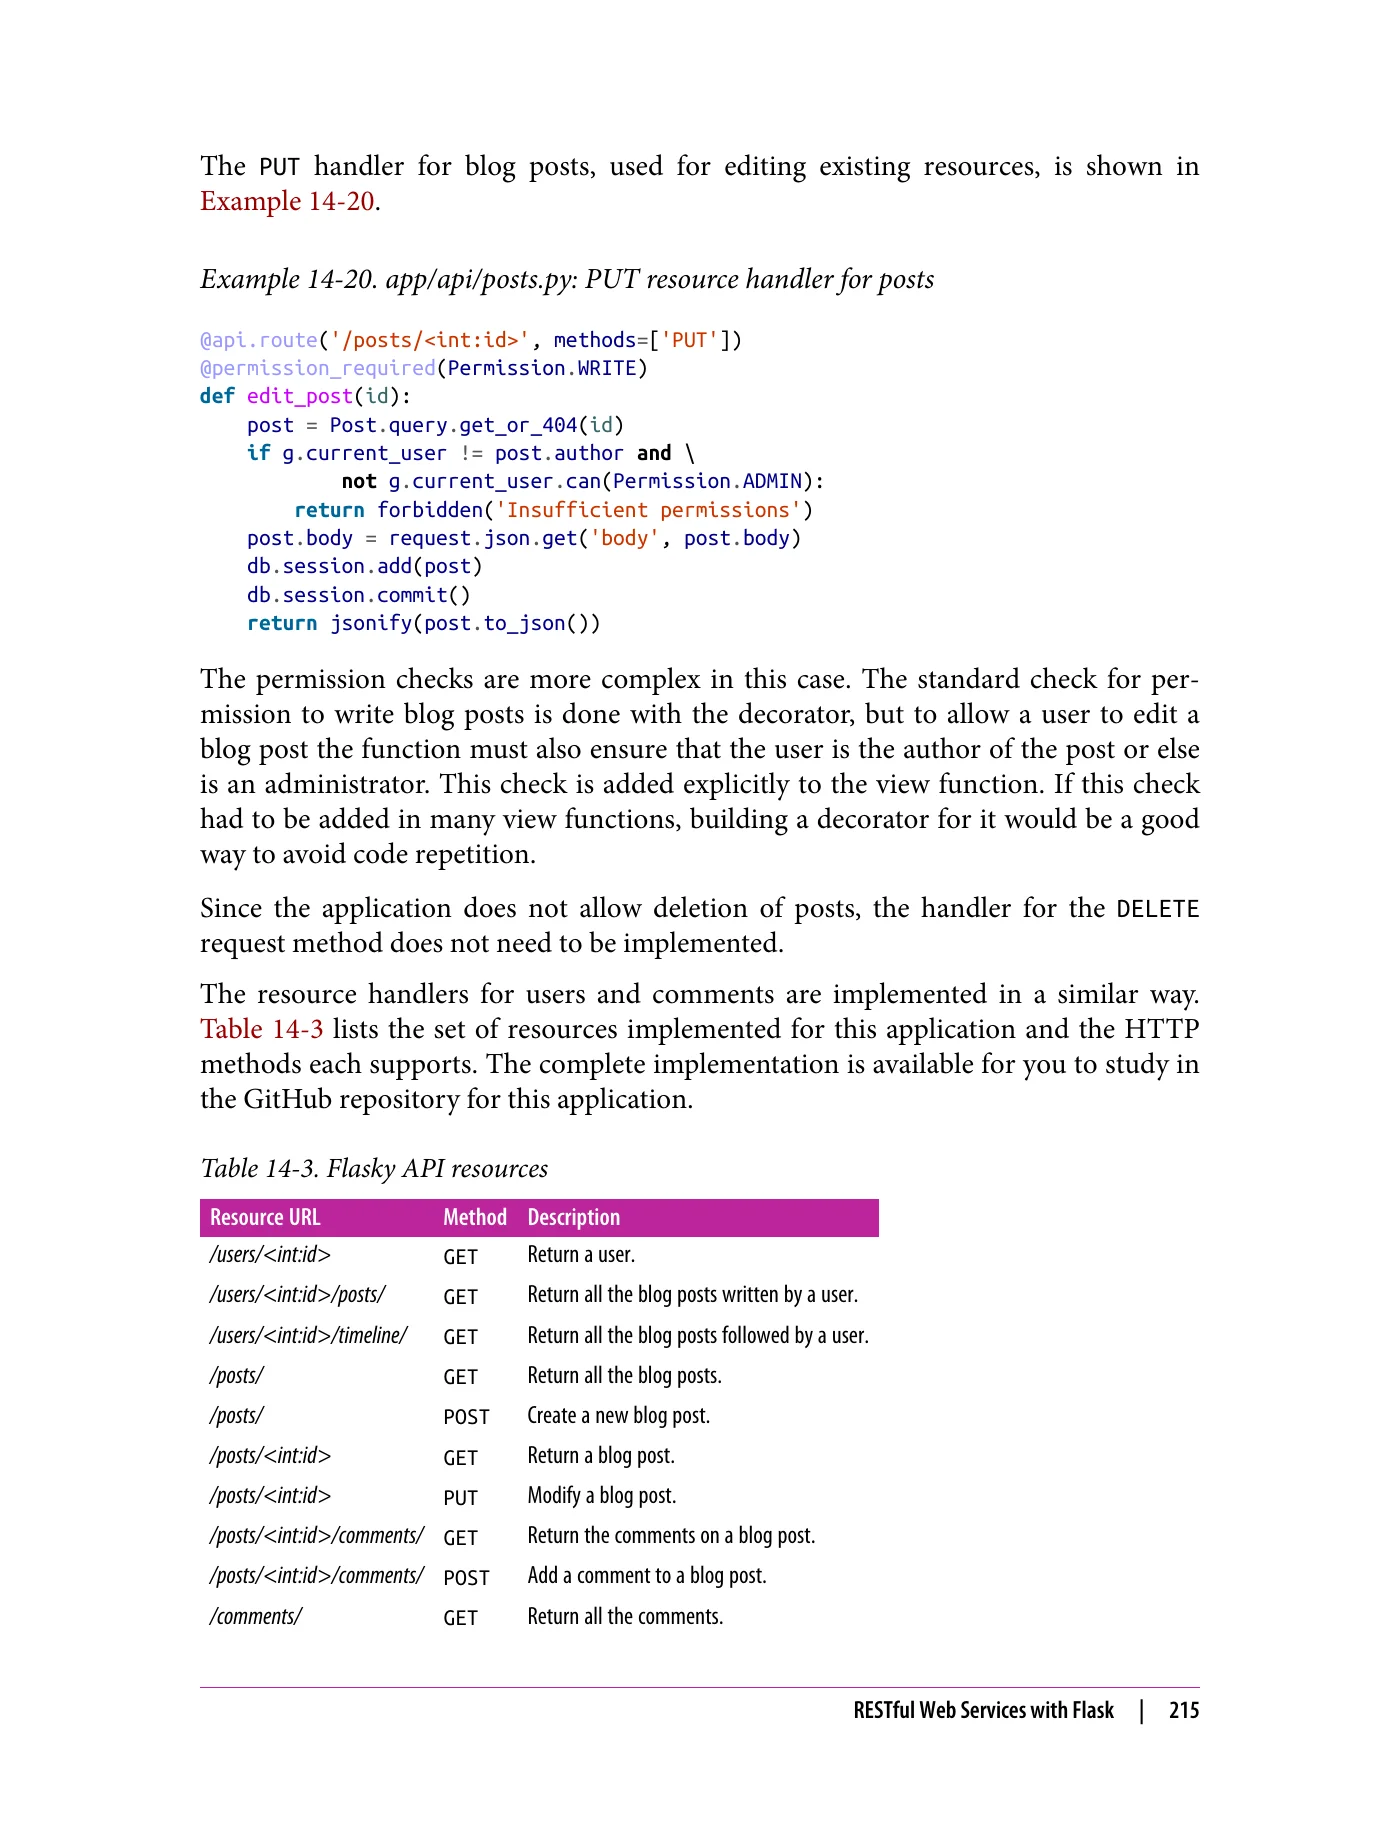 The PUT handler for blog posts, used for editing existing resources, is shown in
Example 14-20.
Example 14-20. app/api/posts.py: PUT resource handler for posts
@api.route('/posts/<int:id>', methods=['PUT'])
@permission_required(Permission.WRITE)
def edit_post(id):
    post = Post.query.get_or_404(id)
    if g.current_user != post.author and \
            not g.current_user.can(Permission.ADMIN):
        return forbidden('Insufficient permissions')
    post.body = request.json.get('body', post.body)
    db.session.add(post)
    db.session.commit()
    return jsonify(post.to_json())
The permission checks are more complex in this case. The standard check for per-
mission to write blog posts is done with the decorator, but to allow a user to edit a
blog post the function must also ensure that the user is the author of the post or else
is an administrator. This check is added explicitly to the view function. If this check
had to be added in many view functions, building a decorator for it would be a good
way to avoid code repetition.
Since the application does not allow deletion of posts, the handler for the DELETE
request method does not need to be implemented.
The resource handlers for users and comments are implemented in a similar way.
Table 14-3 lists the set of resources implemented for this application and the HTTP
methods each supports. The complete implementation is available for you to study in
the GitHub repository for this application.
Table 14-3. Flasky API resources
Resource URL Method Description
/users/<int:id> GET Return a user.
/users/<int:id>/posts/ GET Return all the blog posts written by a user.
/users/<int:id>/timeline/ GET Return all the blog posts followed by a user.
/posts/ GET Return all the blog posts.
/posts/ POST Create a new blog post.
/posts/<int:id> GET Return a blog post.
/posts/<int:id> PUT Modify a blog post.
/posts/<int:id>/comments/ GET Return the comments on a blog post.
/posts/<int:id>/comments/ POST Add a comment to a blog post.
/comments/ GET Return all the comments.
RESTful Web Services with Flask | 215